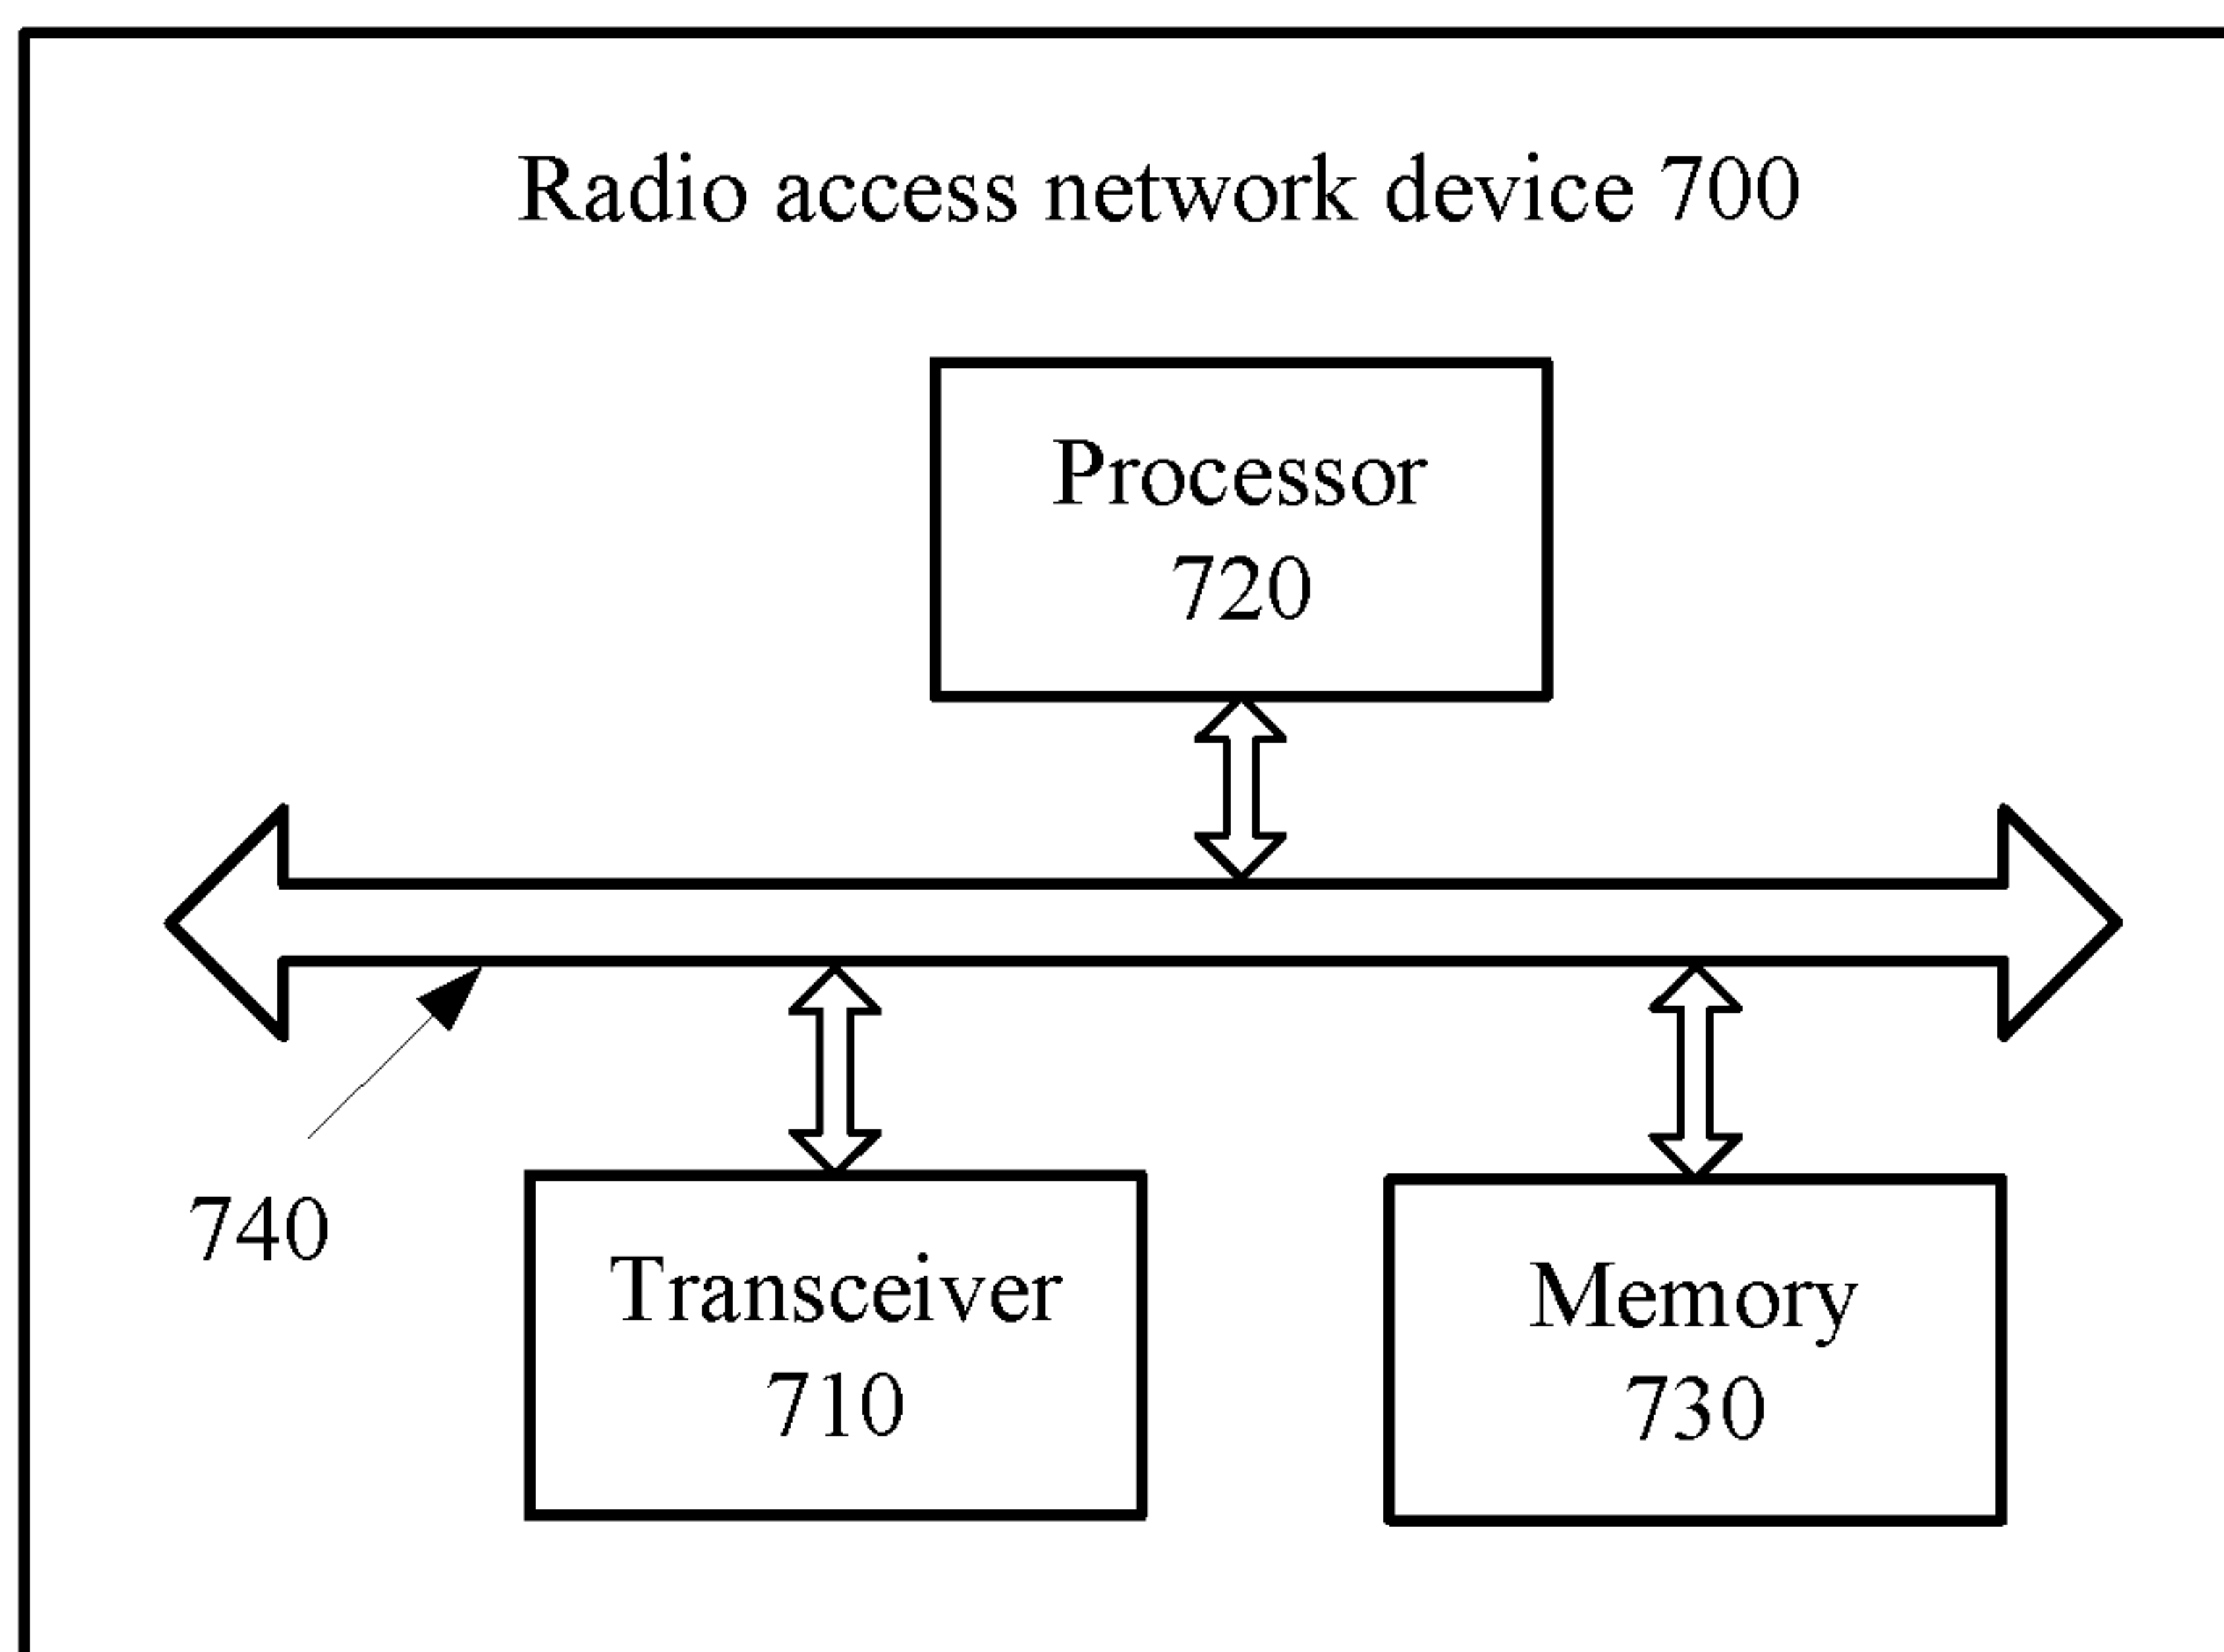 Radio access network device 700
Processor
720
740
Transceiver
710
Memory
730